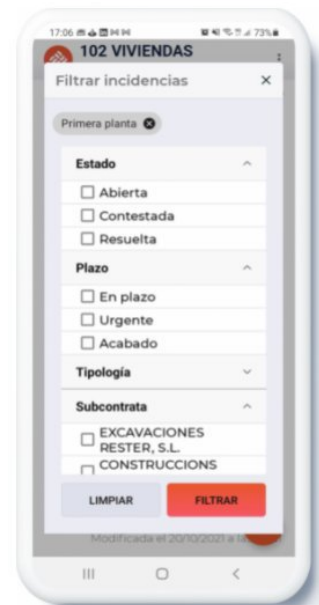 17:06
73%
102 VIVIENDAS
Filtrar incidencias
Primera planta
Estado
Abierta
Contestada
Resuelta
Plazo
En plazo
Urgente
Acabado
Tipología
Subcontrata
EXCAVACIONES
RESTER, S.L.
CONSTRUCCIONS
LIMPIAR
FILTRAR
Modificada el 20/10/2021 a la